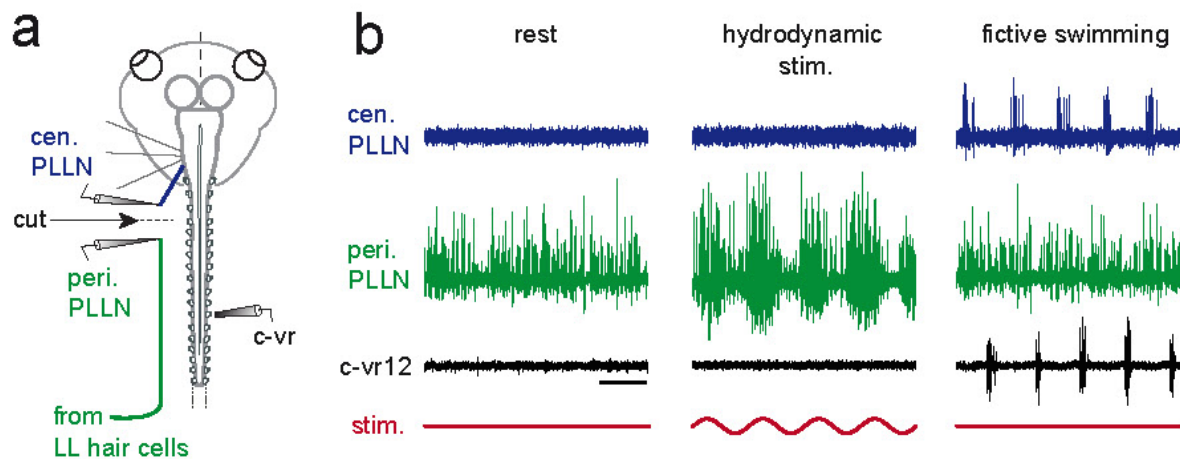 a
cen.
PLLN
cut
peri.
PLLN
c-vr
from
LL hair cells
b
rest
hydrodynamic
stim.
fictive swimming
cen.
PLLN
peri.
PLLN
c-vr12
stim.